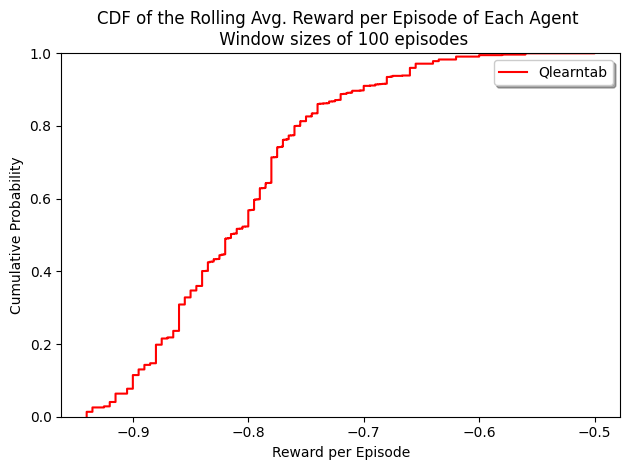 CDF of the Rolling Avg. Reward per Episode of Each Agent
Window sizes of 100 episodes
Qlearntab
Cumulative Probability
1.0
0.8
0.6
0.4
0.2
0.0
−0.9
−0.8
−0.7
−0.6
−0.5
Reward per Episode